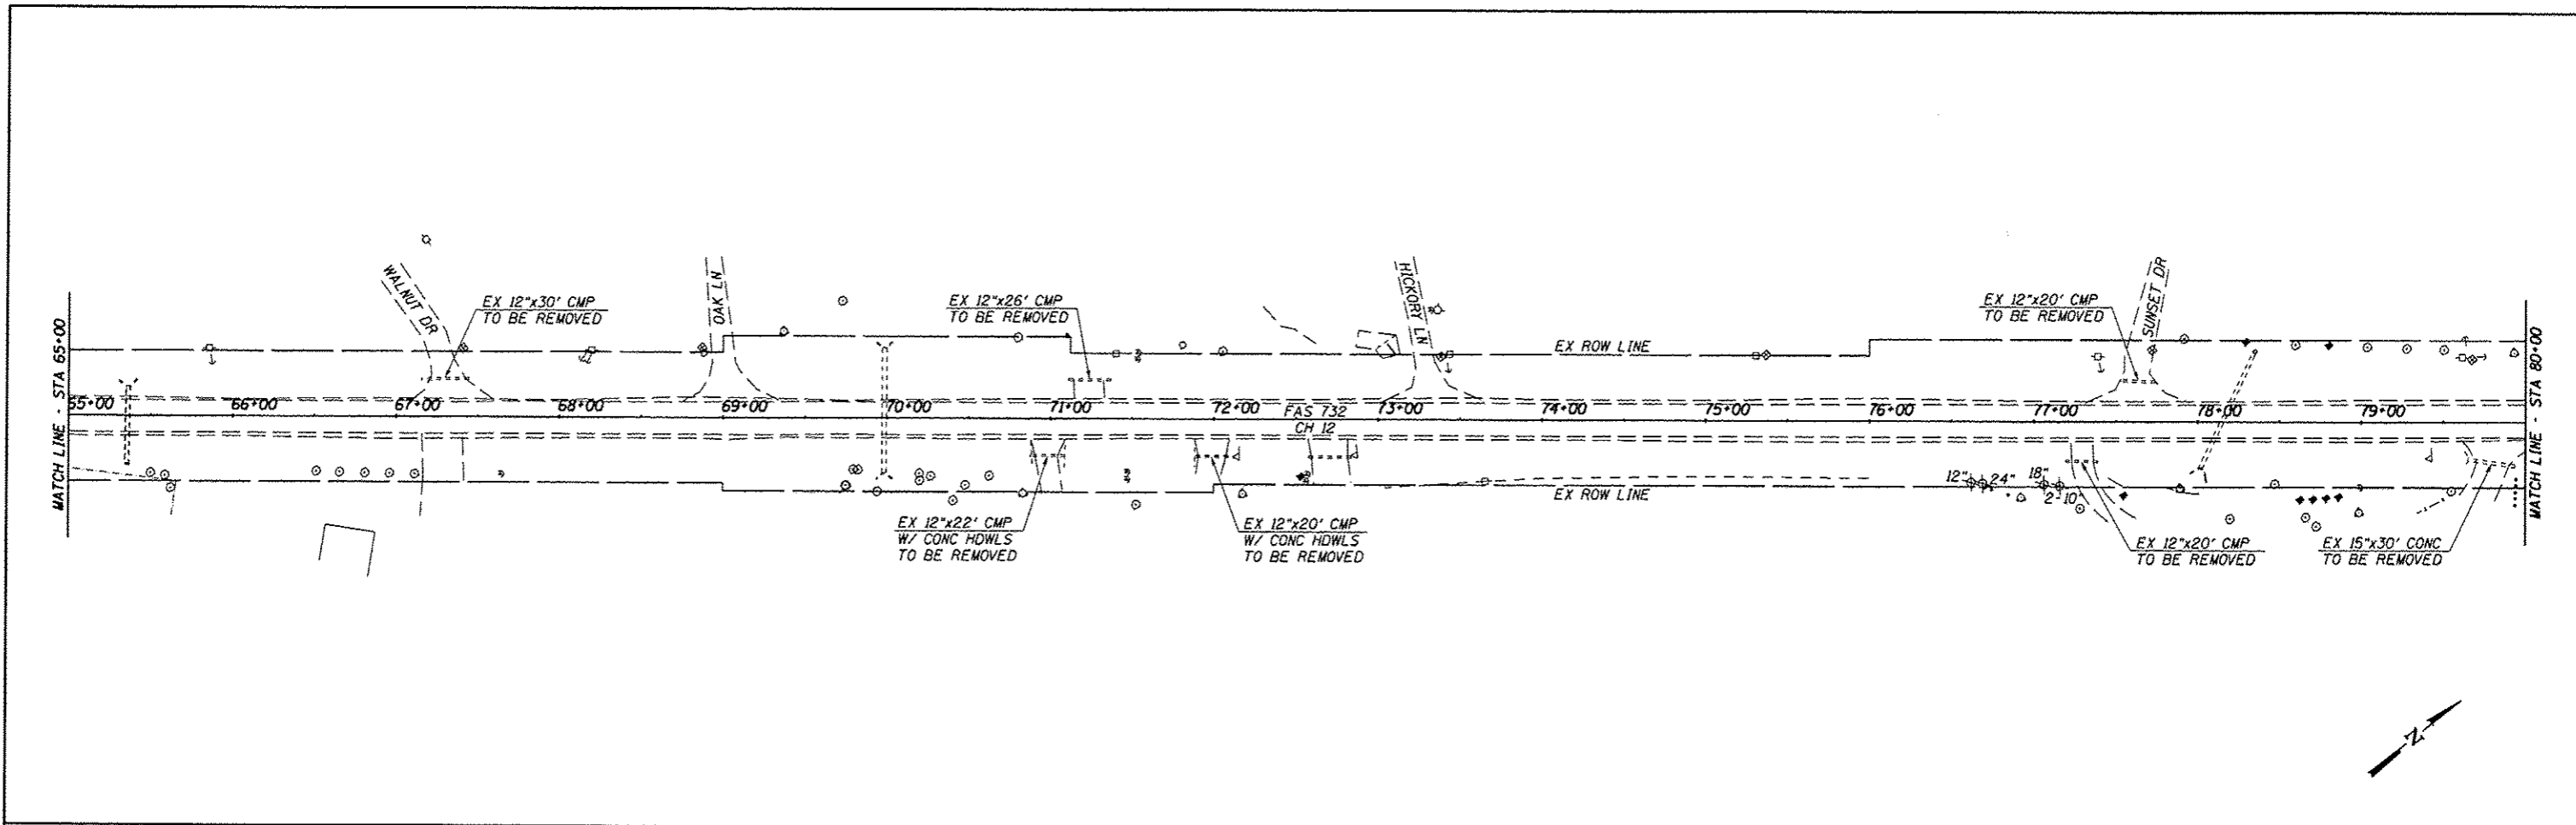 WALNUT DR
EX 12"x30' CMP
TO BE REMOVED
OAK LN
EX 12"x26' CMP
TO BE REMOVED
HICKORY LN
EX 12"x20' CMP
TO BE REMOVED
SUNSET DR
MATCH LINE - STA 65+00
EX ROW LINE
MATCH LINE - STA 80+00
65+00
66+00
67+00
68+00
69+00
70+00
71+00
72+00
FAS 732
73+00
74+00
75+00
76+00
77+00
78+00
79+00
CH 12
12"
24"
18"
2-10"
EX ROW LINE
EX 12"x22' CMP
W/ CONC HDWLS
TO BE REMOVED
EX 12"x20' CMP
W/ CONC HDWLS
TO BE REMOVED
EX 12"x20' CMP
TO BE REMOVED
EX 15"x30' CONC
TO BE REMOVED
N